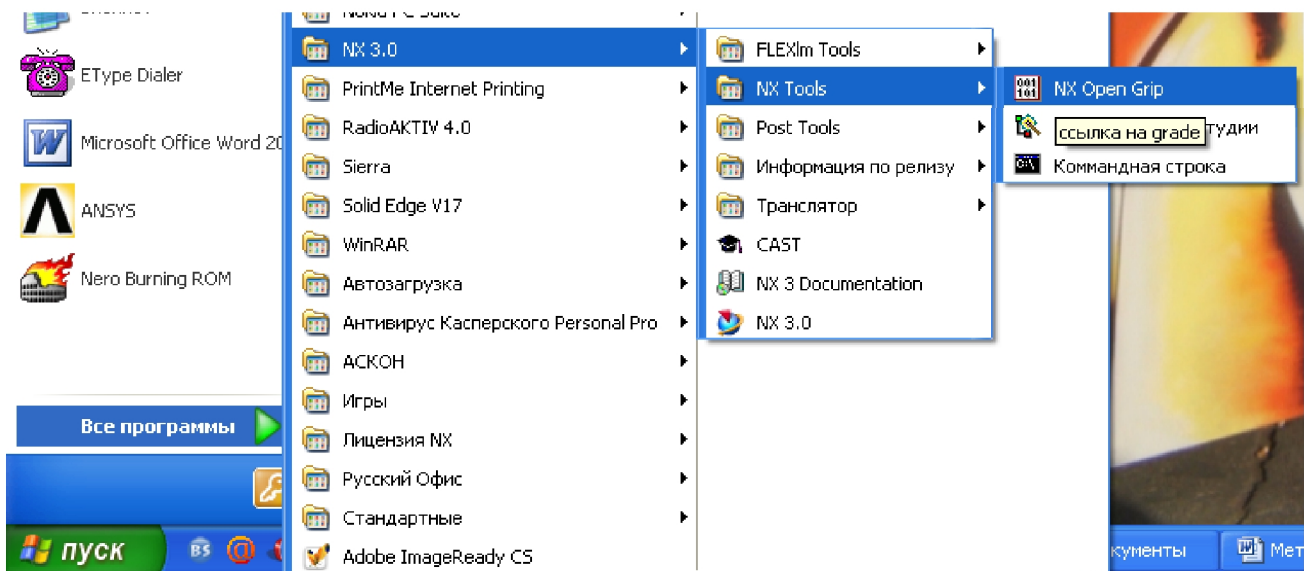 EType Dialer
Microsoft Office Word 20
ANSYS
Nero Burning ROM
Все программы
пуск
NX 3.0
PrintMe Internet Printing
RadioAKTIV 4.0
Sierra
Solid Edge V17
WinRAR
Автозагрузка
Антивирус Касперского Personal Pro
АСКОН
Игры
Лицензия NX
Русский Офис
Стандартные
Adobe ImageReady CS
FLEXlm Tools
NX Tools
Post Tools
Информация по релизу
Транслятор
CAST
NX 3 Documentation
NX 3.0
NX Open Grip
ссылка на grade тудии
Коммандная строка
кументы
Мет